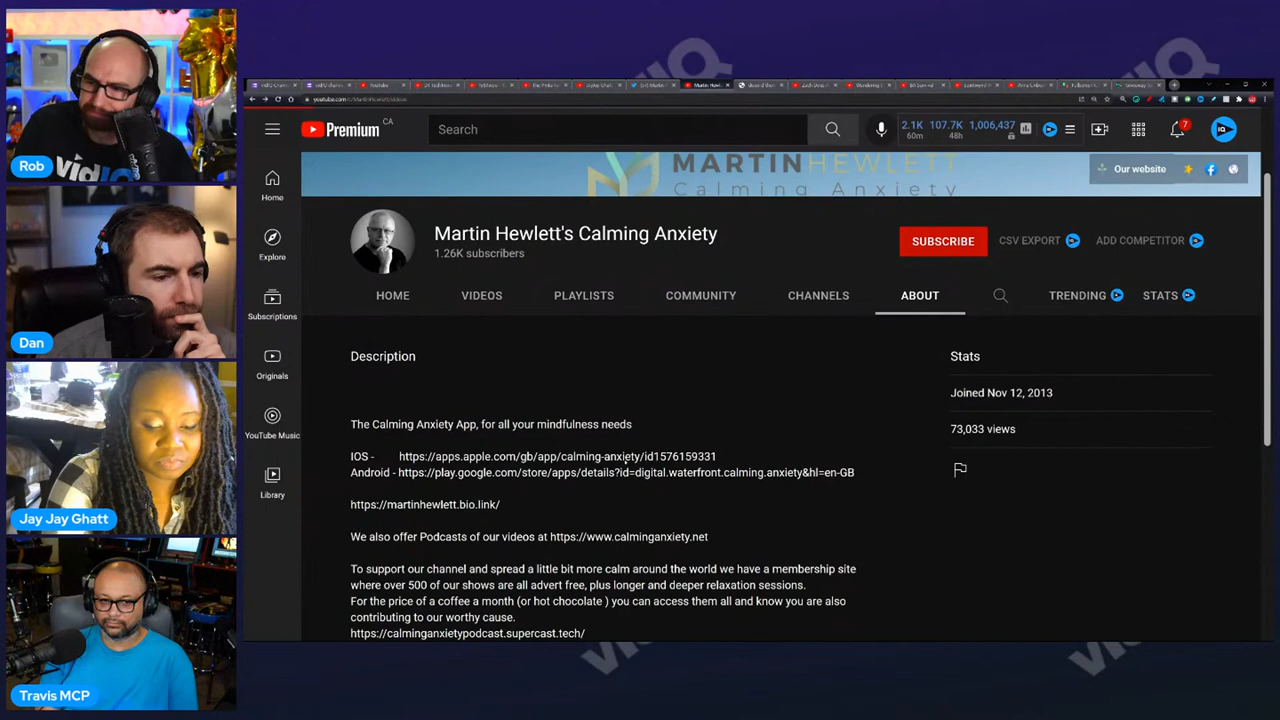 Rob
vidIQ
Dan
Jay Jay Ghatt
Travis MCP
vidIQ
Premium
CA
Search
2.1K 107.7K 1,006,437
60m 48h
7
MARTINHEWLETT
Calming Anxiety
Our website
Home
Explore
Subscriptions
Originals
YouTube Music
Library
Martin Hewlett's Calming Anxiety
1.26K subscribers
SUBSCRIBE
CSV EXPORT
ADD COMPETITOR
HOME
VIDEOS
PLAYLISTS
COMMUNITY
CHANNELS
ABOUT
TRENDING
STATS
Description
The Calming Anxiety App, for all your mindfulness needs
IOS - https://apps.apple.com/gb/app/calming-anxiety/id1576159331
Android - https://play.google.com/store/apps/details?id=digital.waterfront.calming.anxiety&hl=en-GB
https://martinhewlett.bio.link/
We also offer Podcasts of our videos at https://www.calminganxiety.net
To support our channel and spread a little bit more calm around the world we have a membership site
where over 500 of our shows are all advert free, plus longer and deeper relaxation sessions.
For the price of a coffee a month (or hot chocolate ) you can access them all and know you are also
contributing to our worthy cause.
https://calminganxietypodcast.supercast.tech/
Stats
Joined Nov 12, 2013
73,033 views